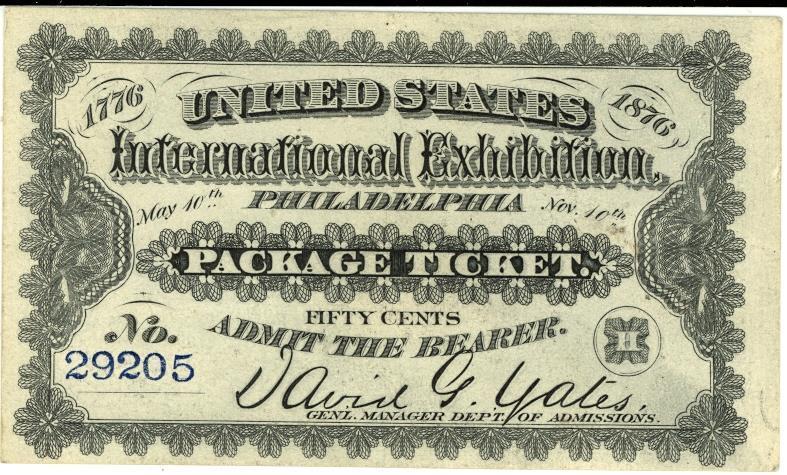 1776 UNITED STATES 1876
International Exhibition,
May 10th PHILADELPHIA Nov. 10th
PACKAGE TICKET.
FIFTY CENTS
No. ADMIT THE BEARER. H
29205
David G. Yates,
GENL. MANAGER DEPT. OF ADMISSIONS.